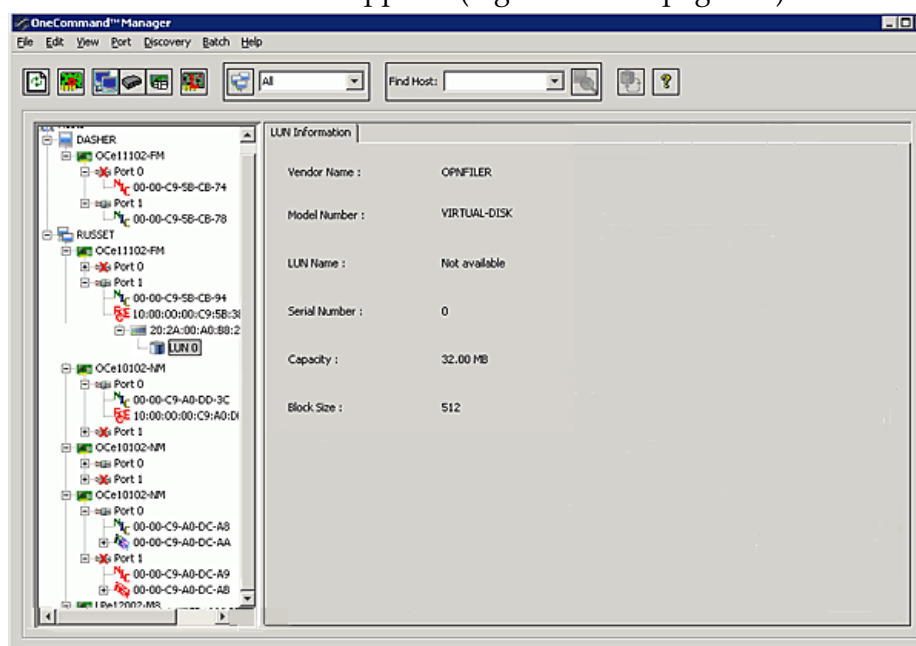 OneCommand™ Manager
File Edit View Port Discovery Batch Help
All
Find Host:
DASHER
OCe11102-FM
Port 0
00-00-C9-5B-CB-74
Port 1
00-00-C9-5B-CB-78
RUSSET
OCe11102-FM
Port 0
Port 1
00-00-C9-5B-CB-94
10:00:00:00:C9:5B:3
20:2A:00:A0:B8:2
LUN 0
OCe10102-NM
Port 0
00-00-C9-A0-DD-3C
10:00:00:00:C9:A0:D
Port 1
OCe10102-NM
Port 0
Port 1
OCe10102-NM
Port 0
00-00-C9-A0-DC-A8
00-00-C9-A0-DC-AA
Port 1
00-00-C9-A0-DC-A9
00-00-C9-A0-DC-AB
LPe12002-M8
LUN Information
Vendor Name : OPNFILER
Model Number : VIRTUAL-DISK
LUN Name : Not available
Serial Number : 0
Capacity : 32.00 MB
Block Size : 512